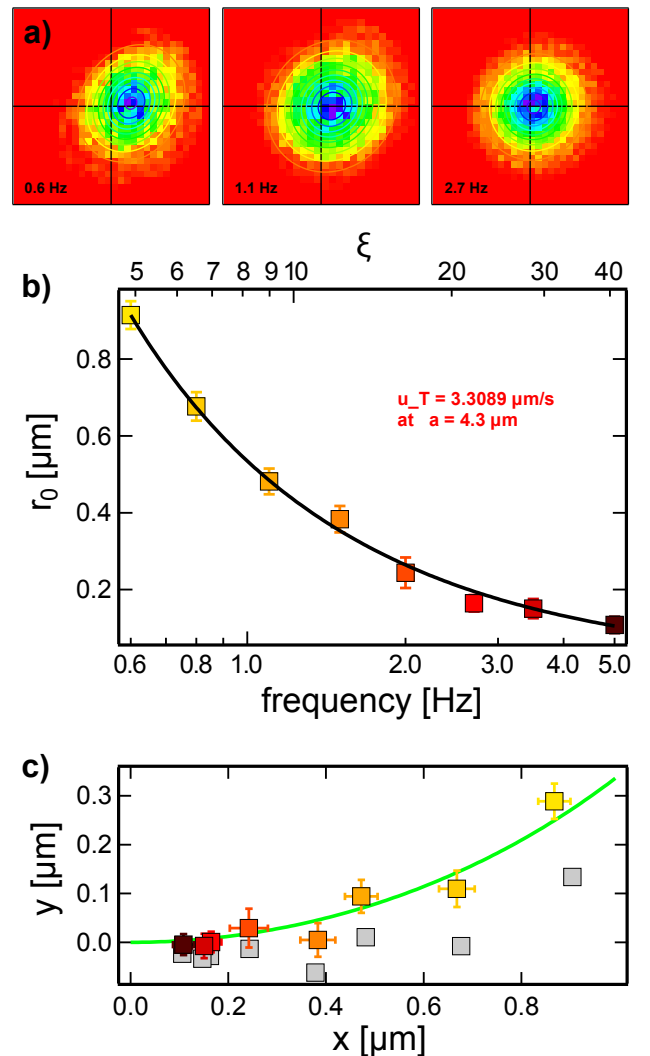 a)
0.6 Hz
1.1 Hz
2.7 Hz
ξ
5 6 7 8 9 10 20 30 40
b)
0.8
0.6
0.4
0.2
r₀ [µm]
u_T = 3.3089 µm/s
at a = 4.3 µm
0.6 0.8 1.0 2.0 3.0 4.0 5.0
frequency [Hz]
c)
0.3
0.2
0.1
0.0
y [µm]
0.0 0.2 0.4 0.6 0.8
x [µm]